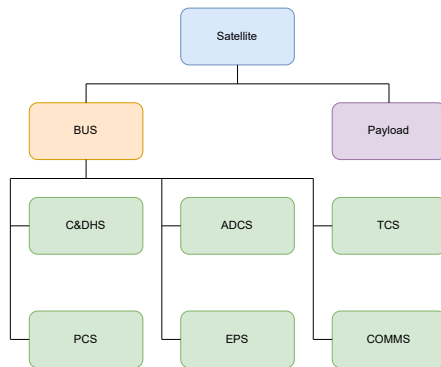 Satellite
BUS
Payload
C&DHS
ADCS
TCS
PCS
EPS
COMMS